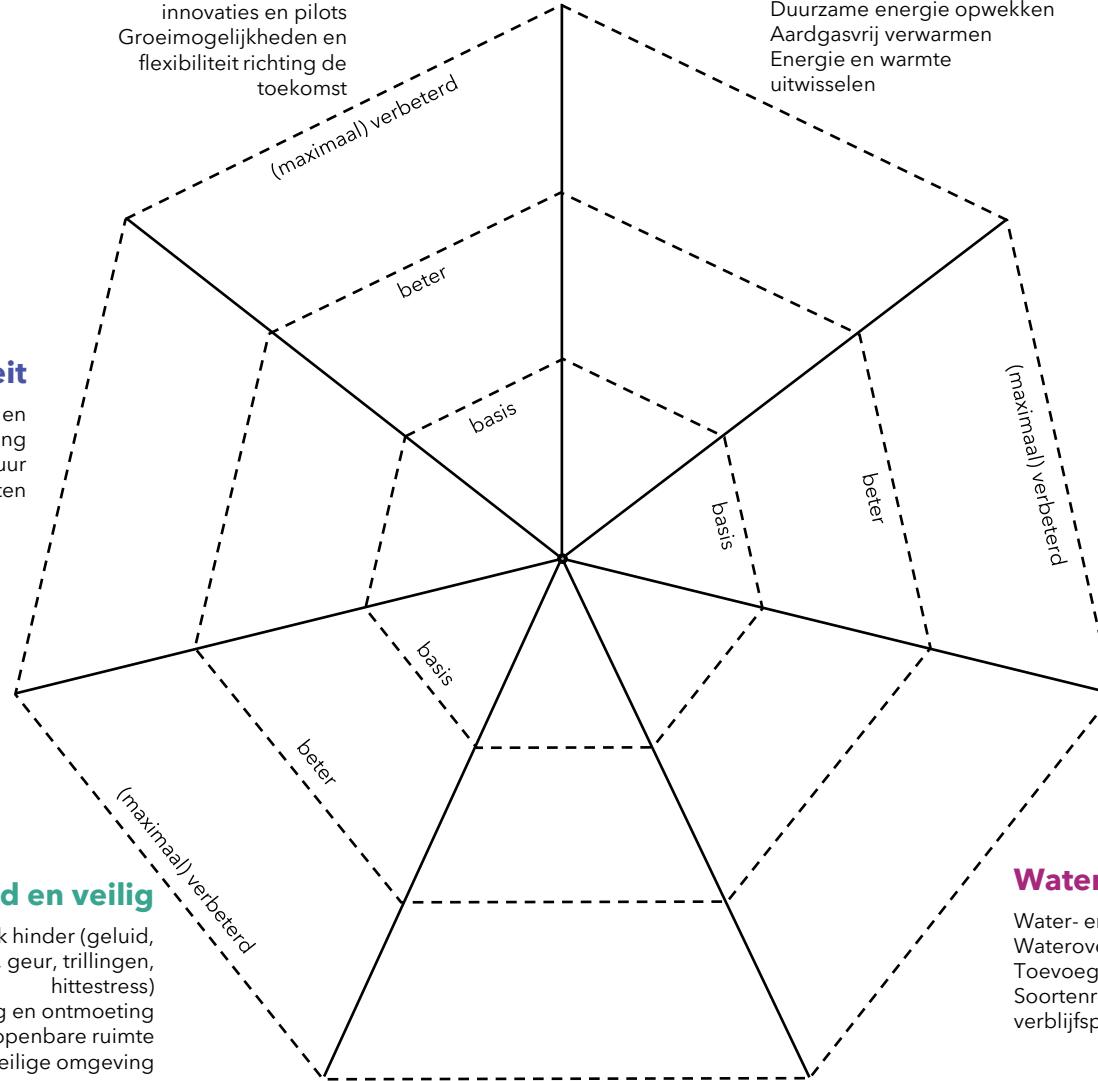 innovaties en pilots
Groeimogelijkheden en
flexibiliteit richting de
toekomst
Duurzame energie opwekken
Aardgasvrij verwarmen
Energie en warmte
uitwisselen
(maximaal) verbeterd
beter
basis
(maximaal) verbeterd
beter
basis
eit
en
ing
uur
ten
basis
beter
(maximaal) verbeterd
d en veilig
k hinder (geluid,
geur, trillingen,
hittestress)
g en ontmoeting
openbare ruimte
eilige omgeving
Water
Water- en
Waterove
Toevoeg
Soortenr
verblijfsp